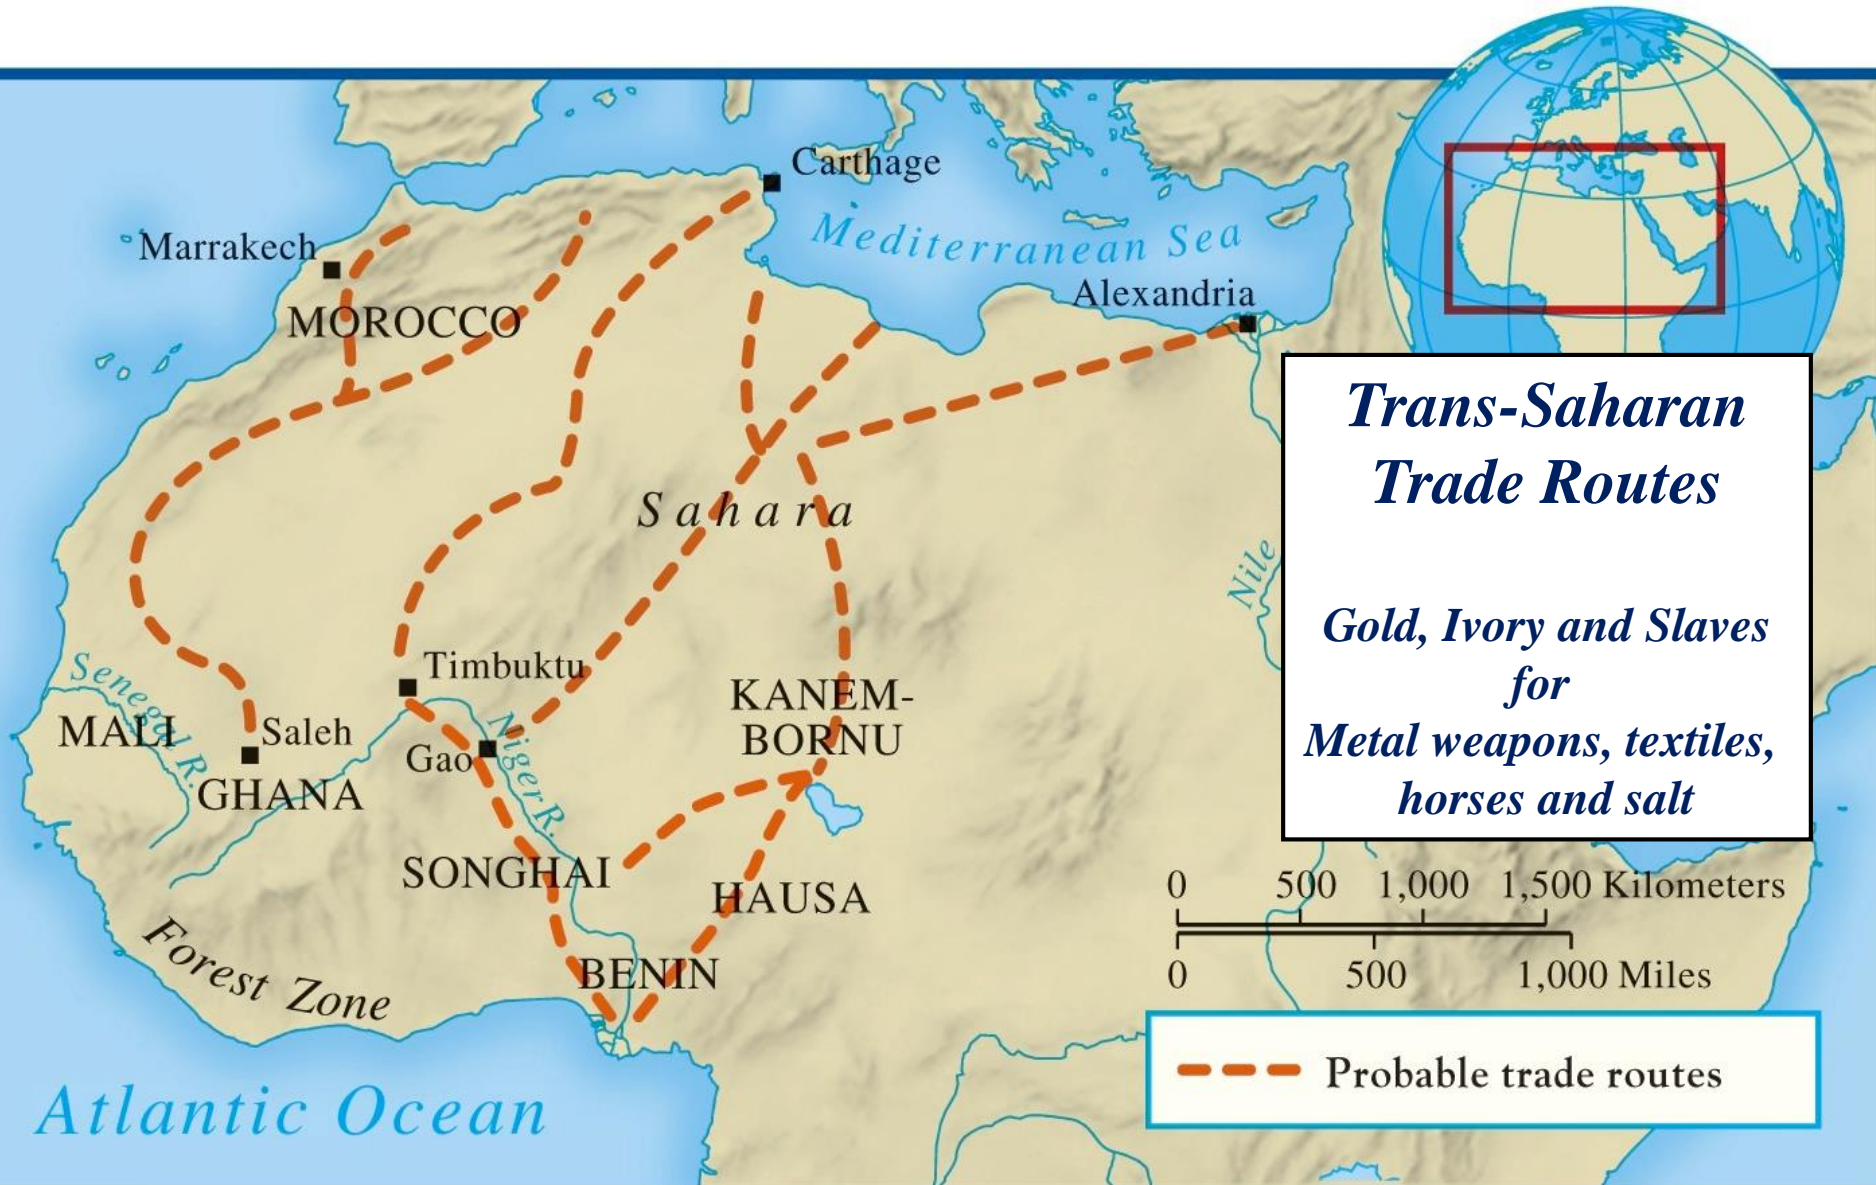 Carthage
Mediterranean Sea
Marrakech
Alexandria
MOROCCO
Trans-Saharan
Trade Routes
Gold, Ivory and Slaves
for
Metal weapons, textiles,
horses and salt
Sahara
Nile
Senegal R.
Timbuktu
KANEM-
BORNU
MALI
Saleh
Gao
Niger R.
GHANA
SONGHAI
HAUSA
0 500 1,000 1,500 Kilometers
0 500 1,000 Miles
Forest Zone
BENIN
Probable trade routes
Atlantic Ocean